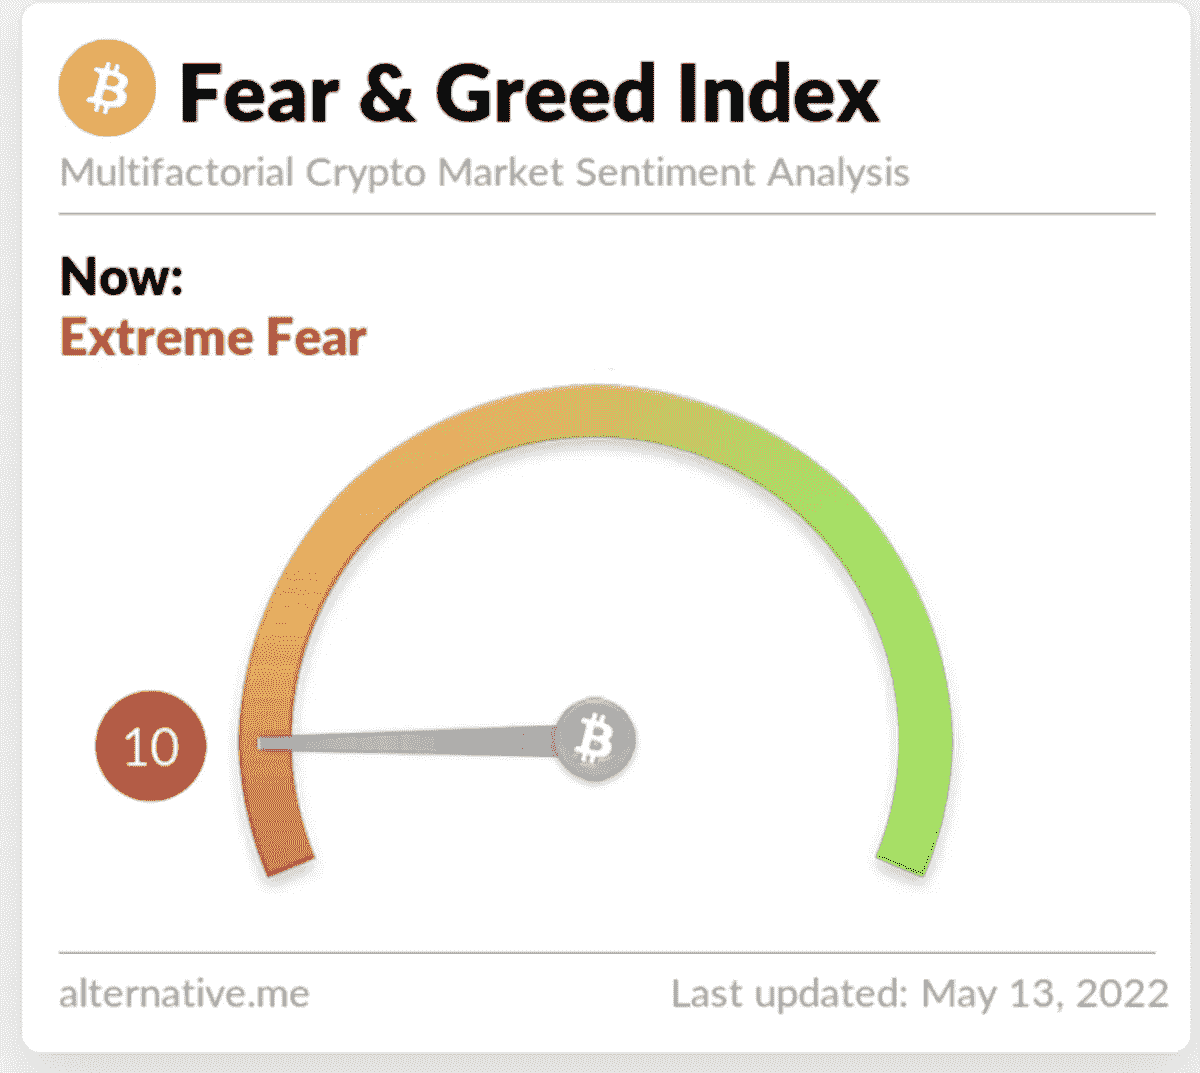 Fear & Greed Index
Multifactorial Crypto Market Sentiment Analysis
Now:
Extreme Fear
10
alternative.me
Last updated: May 13, 2022